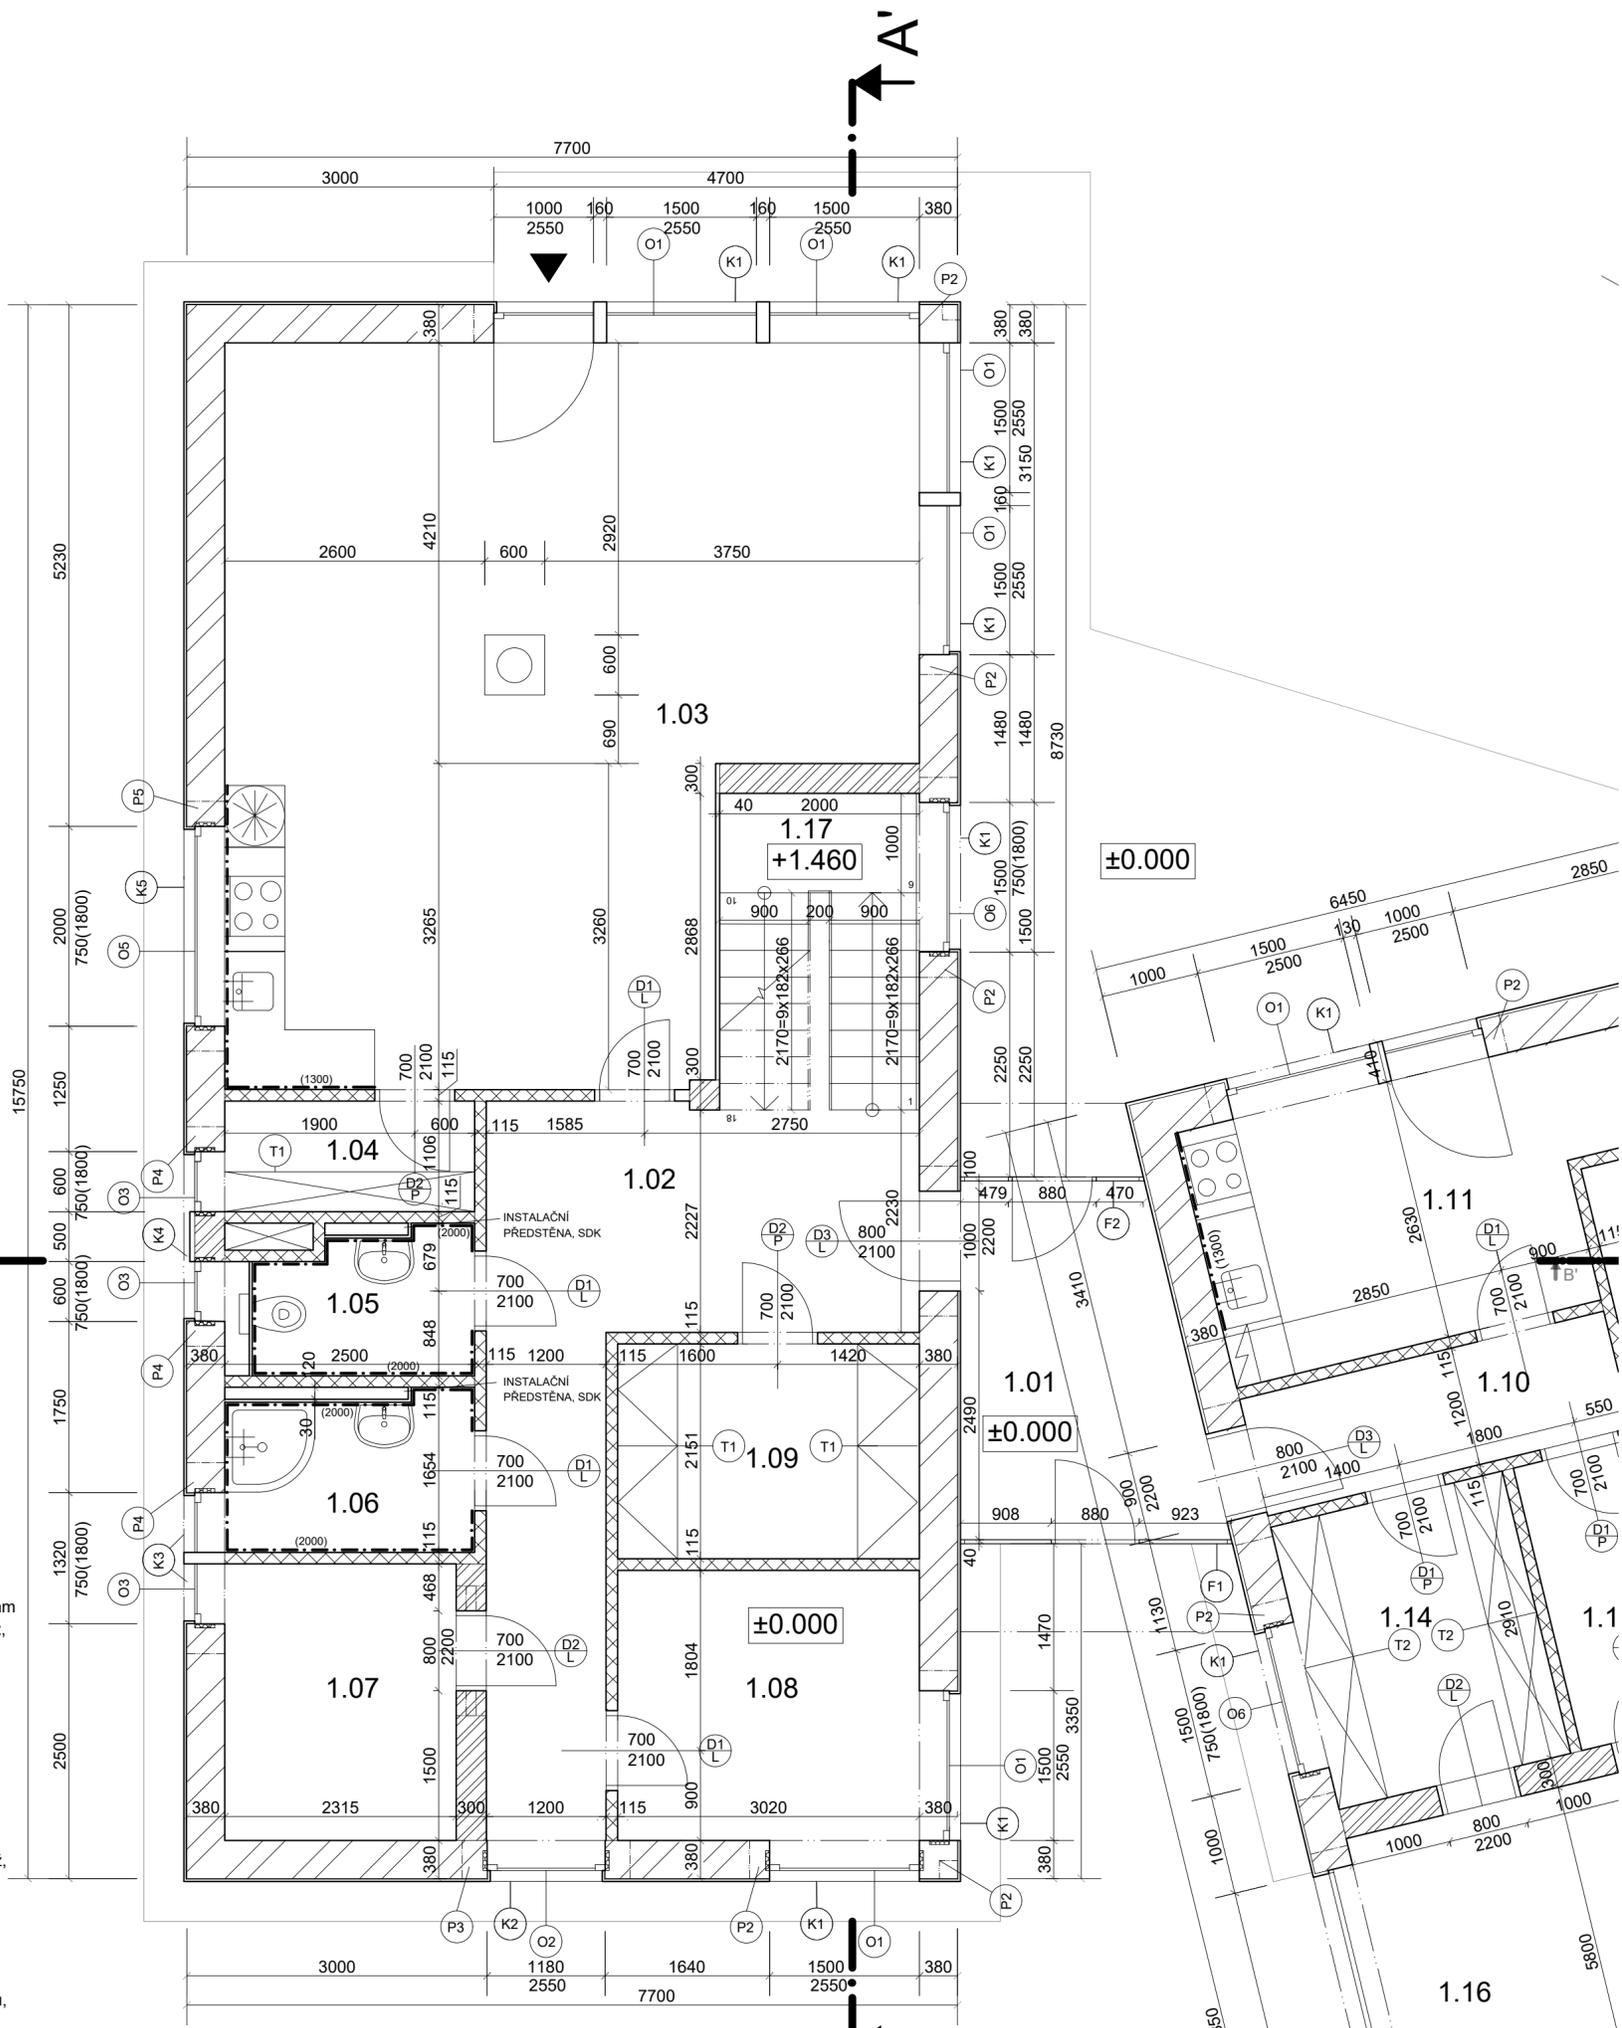 A'
7700
3000 4700
1000 160 1500 160 1500 380
2550 2550 2550
O1 K1 O1 K1 P2
380 380 380
O1
1500 2550
K1 3150
160
O1
1500 2550
K1
5230
4210 2920
2600 600 3750
600
690
1.03
P2
1480 1480
8730
15750
300
40 2000
1.17
+1.460
1000
K1
1500 750(1800)
O6 1500
±0.000
P5
K5
2000 750(1800)
O5
3265 3260 2868
10 9
900 200 900
2170=9x182x266 2170=9x182x266
P2
D1
L
2250 2250
1250
700 2100 115
700 2100
300
(1300)
18 1
6450 2850
1500 130 1000
2500 2500
1000
O1 K1 P2
410
1900 600 115 1585 2750
T1 1.04 1106
D2
P
115
1.02
P4
600 750(1800)
O3
100
479 880 470
F2
1.11
2630
D1
L
900 115
B'
K4
500
INSTALAČNÍ
PŘEDSTĚNA, SDK
(2000)
679
2227
D2
P
D3
L
800
2100
2230
1000 2200
(1300)
700 2100
2850
380
O3
600 750(1800)
1.05
700
2100
D1
L
848
115
700 2100
3410
P4
380 2500 115 1200 115 1600 1420 380
120 (2000)
INSTALAČNÍ
PŘEDSTĚNA, SDK
1.01
±0.000
1.10
115 1200
550
1750
30 (2000) 115
2490
1.06
1654
700
2100
D1
L
2151
T1 1.09 T1
800
2100
D3
L
1800
1400
900 2200
P4
(2000)
115
115
908 880 923
40
115
700 2100
700 2100
D1
P
D1
P
K3
1320 750(1800)
O3
468
F1
P2
1.14
T2 T2
2910
1.1
±0.000
800 2200
700
2100
D2
L
1804
1470
1130
K1
O6
D2
L
1.07
1.08
2500
1500
700
2100
D1
L
900
O1
1500 2550
3350
1500 750(1800)
300
380 2315 300 1200 115 3020 380
K1
1000 800 1000
2200
380 380 380
1000
P3 K2 O2 P2 K1 O1 P2
3000 1180 1640 1500 380
2550 2550
7700
5800
1.16